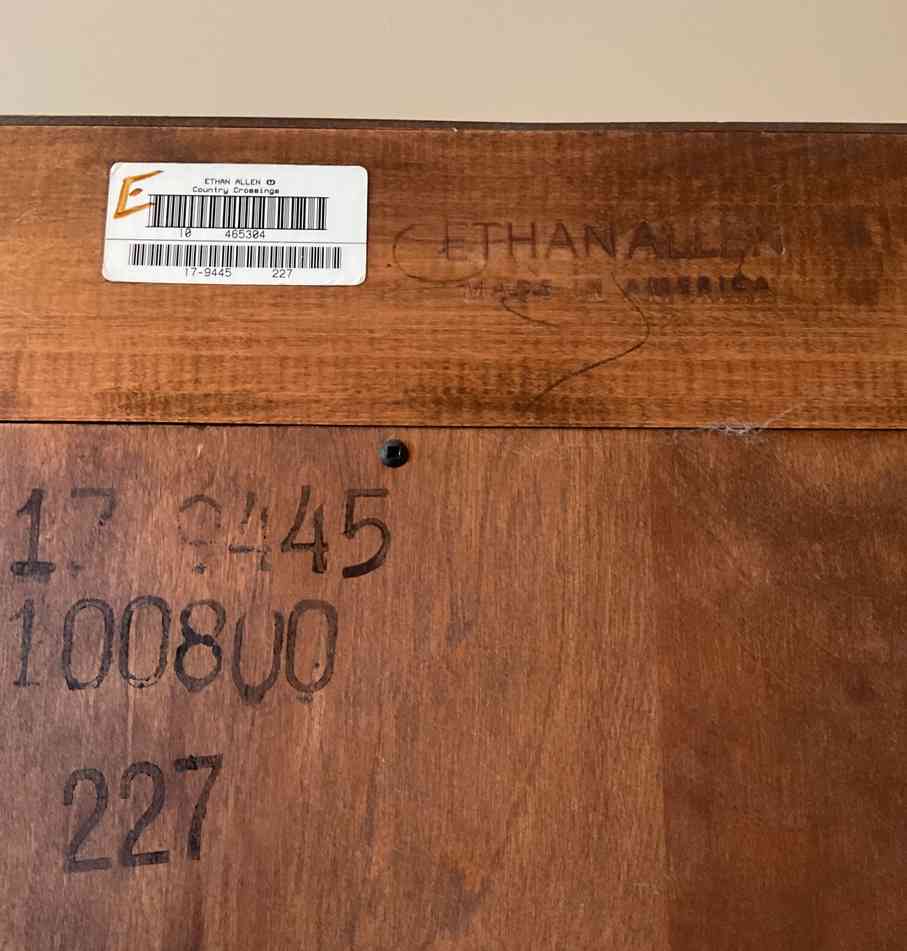 E
ETHAN ALLEN
Country Crossings
10 465304
17-9445 227
ETHAN ALLEN
MADE IN AMERICA
17 9445
100800
227